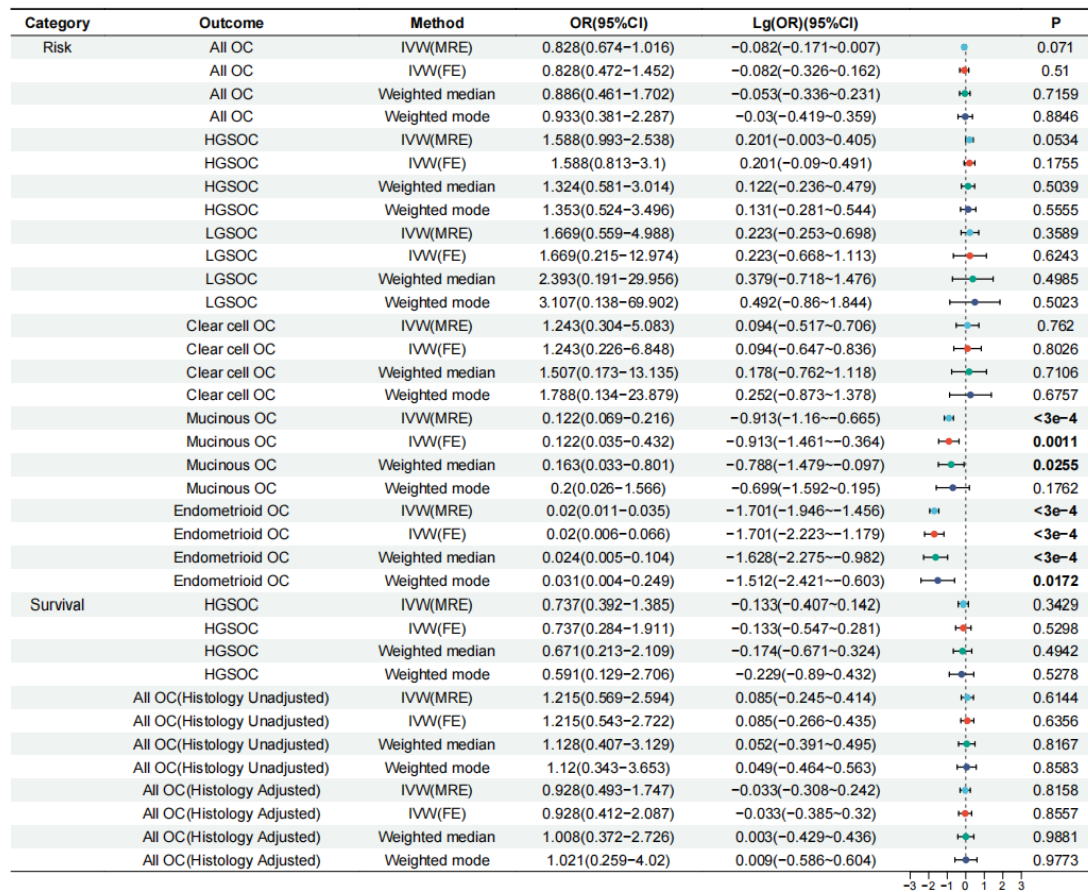 Category Outcome Method OR(95%CI) Lg(OR)(95%CI) P
Risk All OC IVW(MRE) 0.828(0.674−1.016) −0.082(−0.171~0.007) 0.071
All OC IVW(FE) 0.828(0.472−1.452) −0.082(−0.326~0.162) 0.51
All OC Weighted median 0.886(0.461−1.702) −0.053(−0.336~0.231) 0.7159
All OC Weighted mode 0.933(0.381−2.287) −0.03(−0.419~0.359) 0.8846
HGSOC IVW(MRE) 1.588(0.993−2.538) 0.201(−0.003~0.405) 0.0534
HGSOC IVW(FE) 1.588(0.813−3.1) 0.201(−0.09~0.491) 0.1755
HGSOC Weighted median 1.324(0.581−3.014) 0.122(−0.236~0.479) 0.5039
HGSOC Weighted mode 1.353(0.524−3.496) 0.131(−0.281~0.544) 0.5555
LGSOC IVW(MRE) 1.669(0.559−4.988) 0.223(−0.253~0.698) 0.3589
LGSOC IVW(FE) 1.669(0.215−12.974) 0.223(−0.668~1.113) 0.6243
LGSOC Weighted median 2.393(0.191−29.956) 0.379(−0.718~1.476) 0.4985
LGSOC Weighted mode 3.107(0.138−69.902) 0.492(−0.86~1.844) 0.5023
Clear cell OC IVW(MRE) 1.243(0.304−5.083) 0.094(−0.517~0.706) 0.762
Clear cell OC IVW(FE) 1.243(0.226−6.848) 0.094(−0.647~0.836) 0.8026
Clear cell OC Weighted median 1.507(0.173−13.135) 0.178(−0.762~1.118) 0.7106
Clear cell OC Weighted mode 1.788(0.134−23.879) 0.252(−0.873~1.378) 0.6757
Mucinous OC IVW(MRE) 0.122(0.069−0.216) −0.913(−1.16~−0.665) <3e−4
Mucinous OC IVW(FE) 0.122(0.035−0.432) −0.913(−1.461~−0.364) 0.0011
Mucinous OC Weighted median 0.163(0.033−0.801) −0.788(−1.479~−0.097) 0.0255
Mucinous OC Weighted mode 0.2(0.026−1.566) −0.699(−1.592~0.195) 0.1762
Endometrioid OC IVW(MRE) 0.02(0.011−0.035) −1.701(−1.946~−1.456) <3e−4
Endometrioid OC IVW(FE) 0.02(0.006−0.066) −1.701(−2.223~−1.179) <3e−4
Endometrioid OC Weighted median 0.024(0.005−0.104) −1.628(−2.275~−0.982) <3e−4
Endometrioid OC Weighted mode 0.031(0.004−0.249) −1.512(−2.421~−0.603) 0.0172
Survival HGSOC IVW(MRE) 0.737(0.392−1.385) −0.133(−0.407~0.142) 0.3429
HGSOC IVW(FE) 0.737(0.284−1.911) −0.133(−0.547~0.281) 0.5298
HGSOC Weighted median 0.671(0.213−2.109) −0.174(−0.671~0.324) 0.4942
HGSOC Weighted mode 0.591(0.129−2.706) −0.229(−0.89~0.432) 0.5278
All OC(Histology Unadjusted) IVW(MRE) 1.215(0.569−2.594) 0.085(−0.245~0.414) 0.6144
All OC(Histology Unadjusted) IVW(FE) 1.215(0.543−2.722) 0.085(−0.266~0.435) 0.6356
All OC(Histology Unadjusted) Weighted median 1.128(0.407−3.129) 0.052(−0.391~0.495) 0.8167
All OC(Histology Unadjusted) Weighted mode 1.12(0.343−3.653) 0.049(−0.464~0.563) 0.8583
All OC(Histology Adjusted) IVW(MRE) 0.928(0.493−1.747) −0.033(−0.308~0.242) 0.8158
All OC(Histology Adjusted) IVW(FE) 0.928(0.412−2.087) −0.033(−0.385~0.32) 0.8557
All OC(Histology Adjusted) Weighted median 1.008(0.372−2.726) 0.003(−0.429~0.436) 0.9881
All OC(Histology Adjusted) Weighted mode 1.021(0.259−4.02) 0.009(−0.586~0.604) 0.9773
−3 −2 −1 0 1 2 3